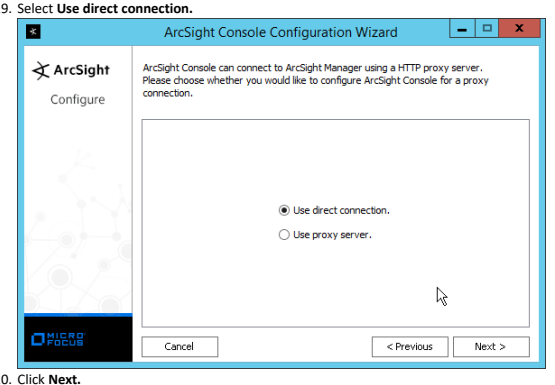 9. Select Use direct connection.
ArcSight Console Configuration Wizard
ArcSight
Configure
ArcSight Console can connect to ArcSight Manager using a HTTP proxy server.
Please choose whether you would like to configure ArcSight Console for a proxy
connection.
Use direct connection.
Use proxy server.
MICRO
FOCUS
Cancel
< Previous
Next >
0. Click Next.